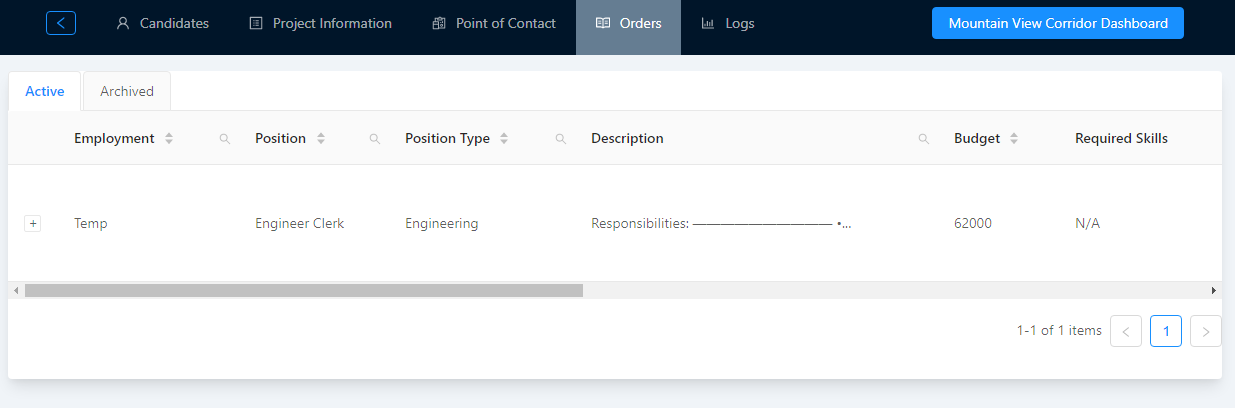 Candidates Project Information Point of Contact Orders Logs Mountain View Corridor Dashboard
Active Archived
Employment Position Position Type Description Budget Required Skills
+ Temp Engineer Clerk Engineering Responsibilities: ———————————— •... 62000 N/A
1-1 of 1 items < 1 >